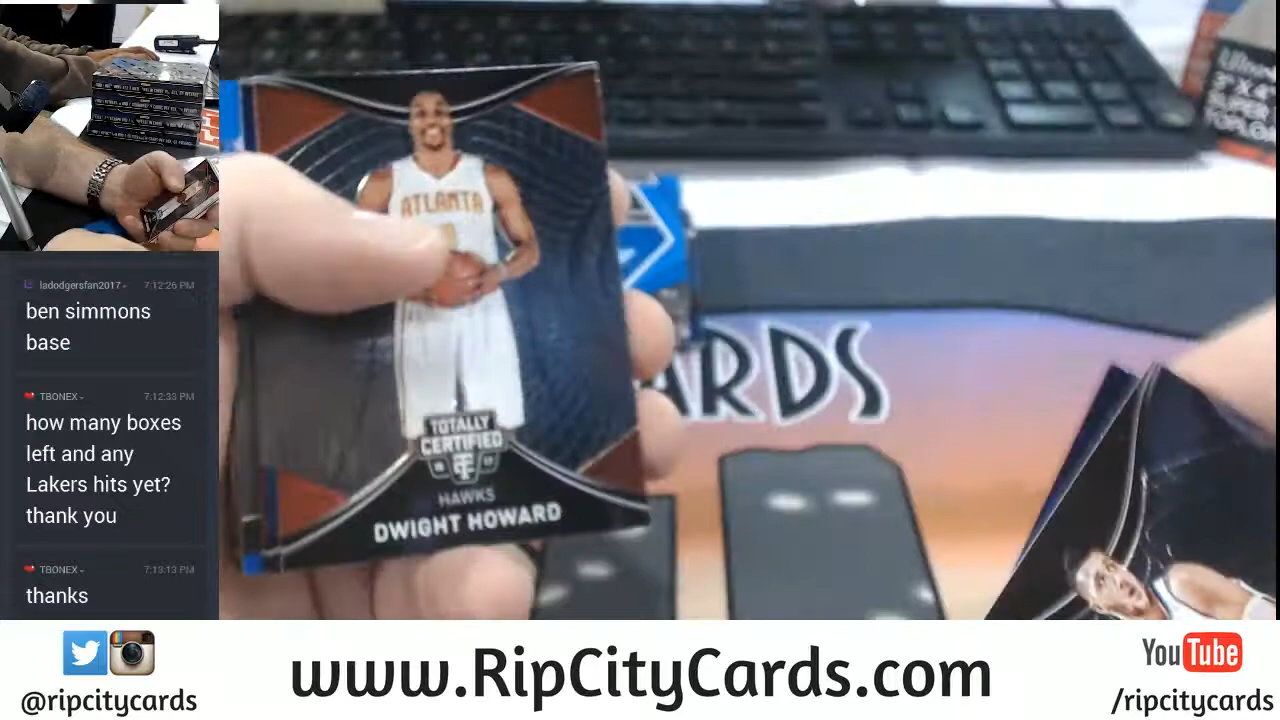 ladodgersfan2017
7:12:26 PM
ben simmons
base
TBONEX
7:12:33 PM
how many boxes
left and any
Lakers hits yet?
thank you
TBONEX
7:13:13 PM
thanks
ATLANTA
TOTALLY
CERTIFIED
HAWKS
DWIGHT HOWARD
ARDS
@ripcitycards
www.RipCityCards.com
YouTube
/ripcitycards